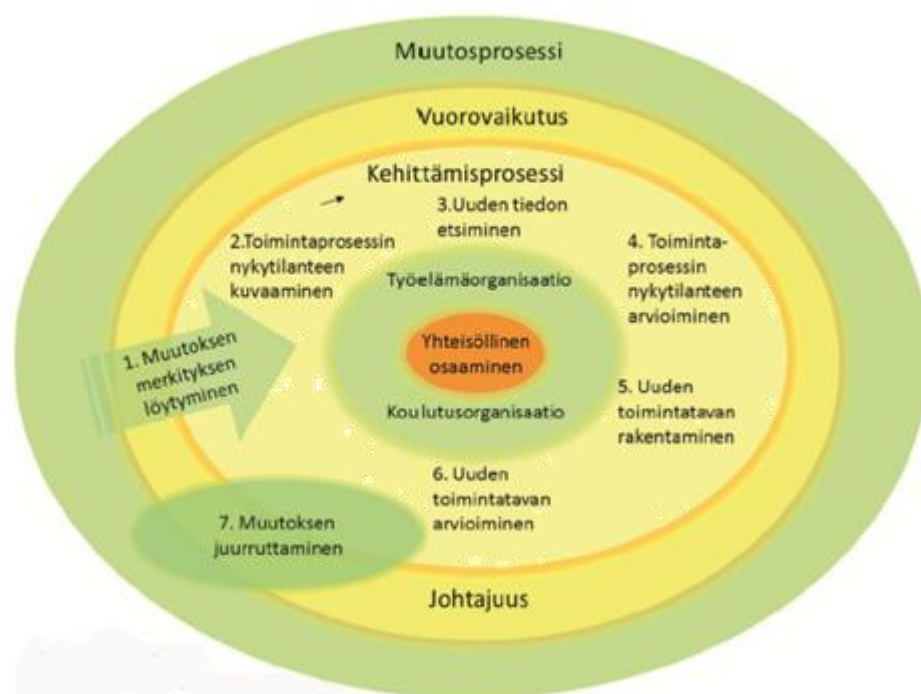 Muutosprosessi
Vuorovaikutus
Kehittämisprosessi
1. Muutoksen
merkityksen
löytyminen
2.Toimintaprosessin
nykytilanteen
kuvaaminen
3.Uuden tiedon
etsiminen
4. Toiminta-
prosessin
nykytilanteen
arvioiminen
Työelämäorganisaatio
Yhteisöllinen
osaaminen
Koulutusorganisaatio
5. Uuden
toimintatavan
rakentaminen
6. Uuden
toimintatavan
arvioiminen
7. Muutoksen
juurruttaminen
Johtajuus